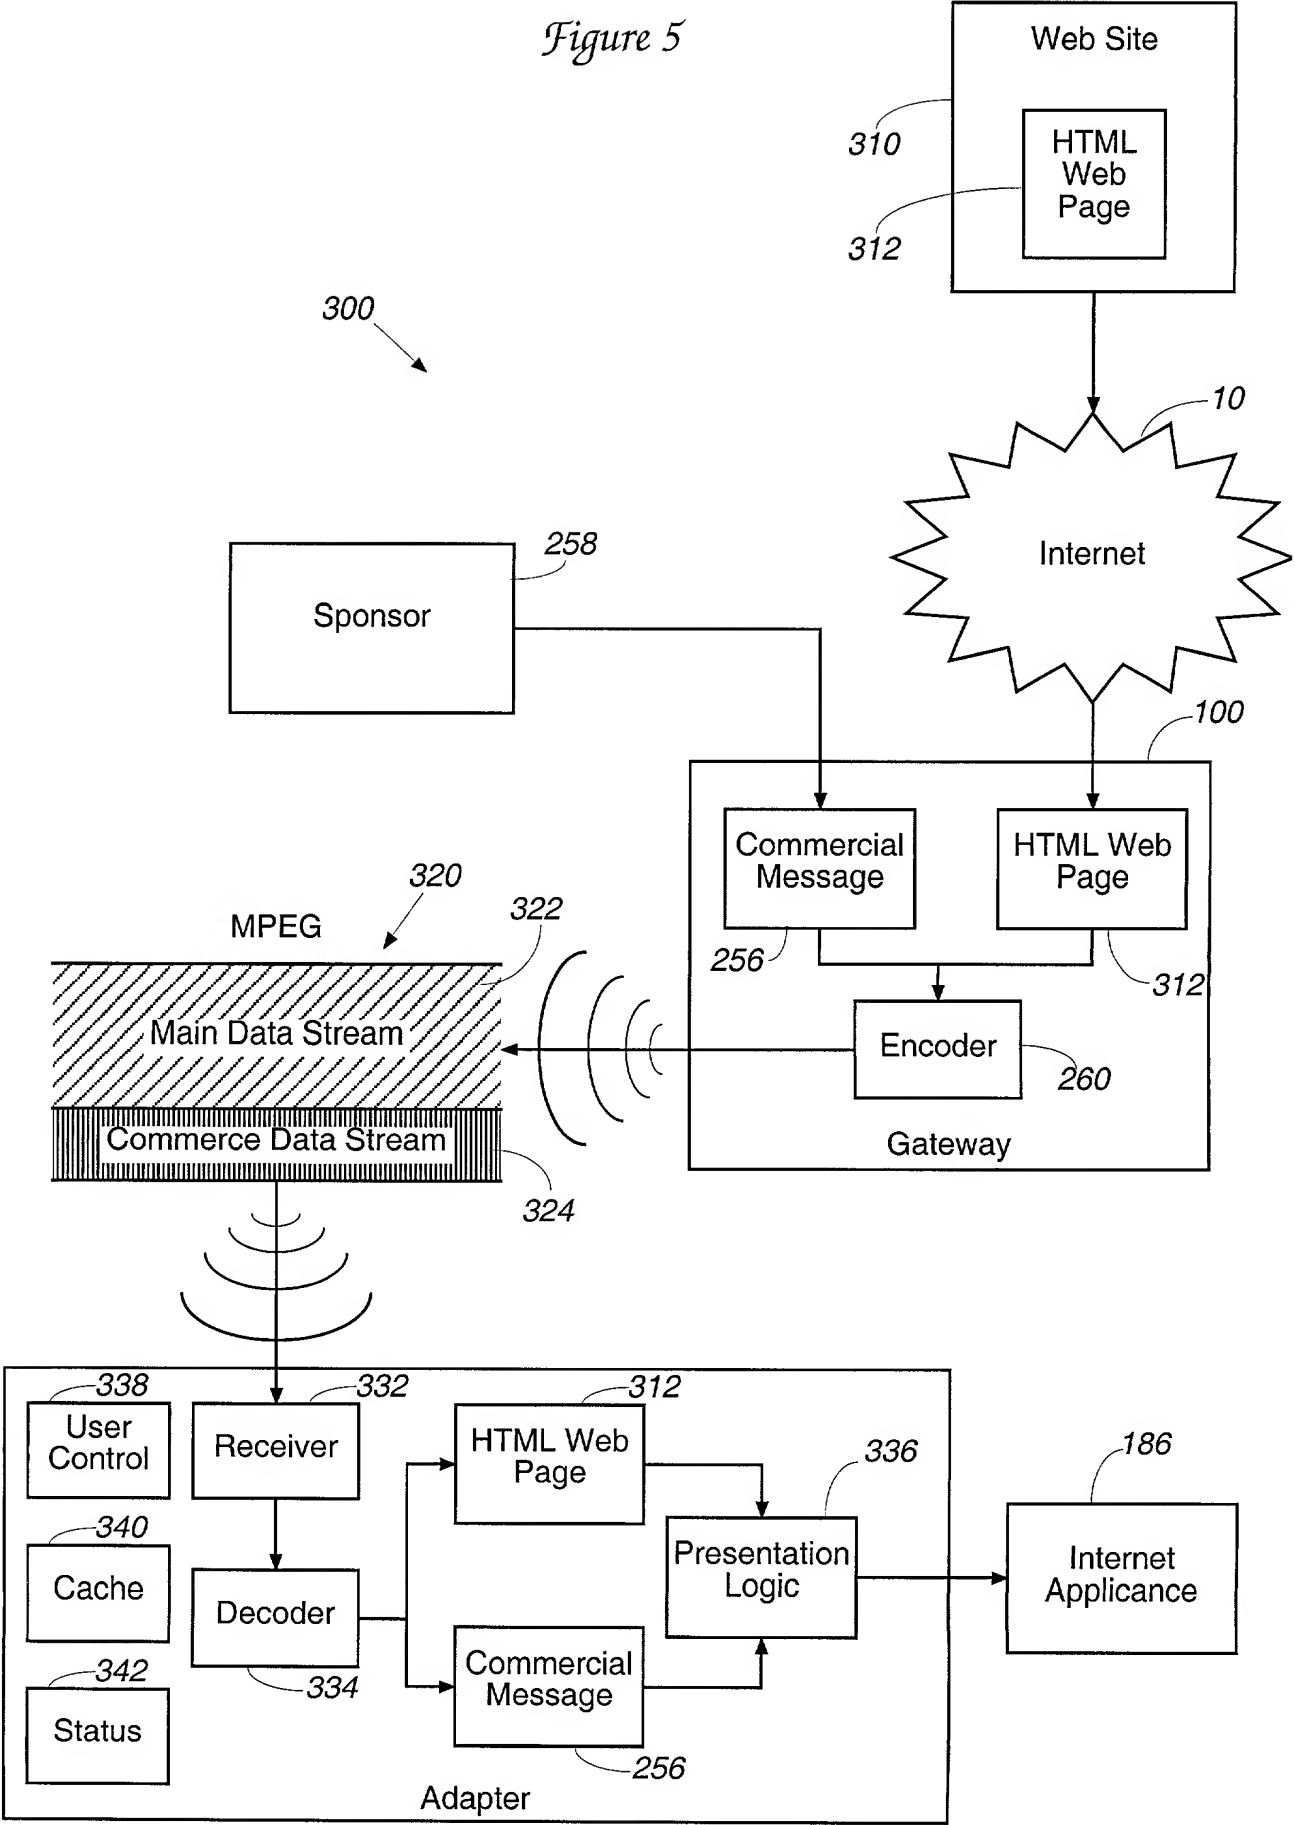 Figure 5
Web Site
310
HTML
Web
Page
312
300
10
Internet
258
Sponsor
100
Commercial
Message
HTML Web
Page
256
312
Encoder
260
Gateway
320
MPEG
322
Main Data Stream
Commerce Data Stream
324
338
User
Control
332
Receiver
312
HTML Web
Page
336
186
340
Cache
Decoder
334
Presentation
Logic
Internet
Applicance
342
Status
Commercial
Message
256
Adapter